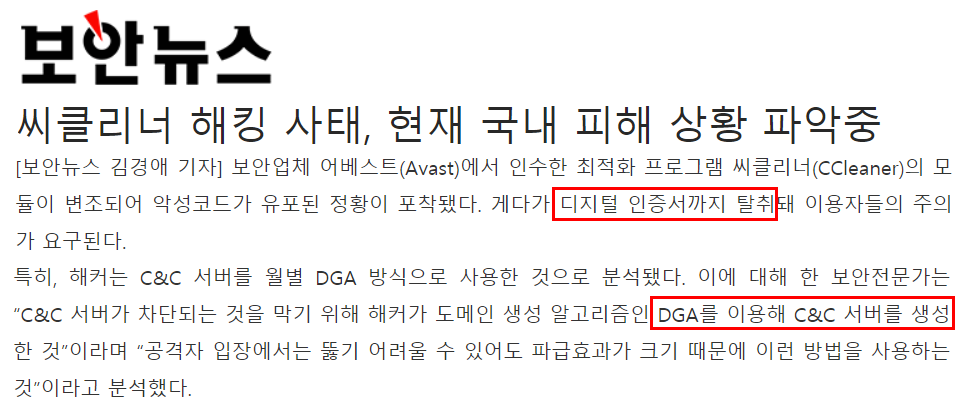 보안뉴스
씨클리너 해킹 사태, 현재 국내 피해 상황 파악중
[보안뉴스 김경애 기자] 보안업체 어베스트(Avast)에서 인수한 최적화 프로그램 씨클리너(CCleaner)의 모
듈이 변조되어 악성코드가 유포된 정황이 포착됐다. 게다가 디지털 인증서까지 탈취돼 이용자들의 주의
가 요구된다.
특히, 해커는 C&C 서버를 월별 DGA 방식으로 사용한 것으로 분석됐다. 이에 대해 한 보안전문가는
“C&C 서버가 차단되는 것을 막기 위해 해커가 도메인 생성 알고리즘인 DGA를 이용해 C&C 서버를 생성
한 것”이라며 “공격자 입장에서는 뚫기 어려울 수 있어도 파급효과가 크기 때문에 이런 방법을 사용하는
것”이라고 분석했다.